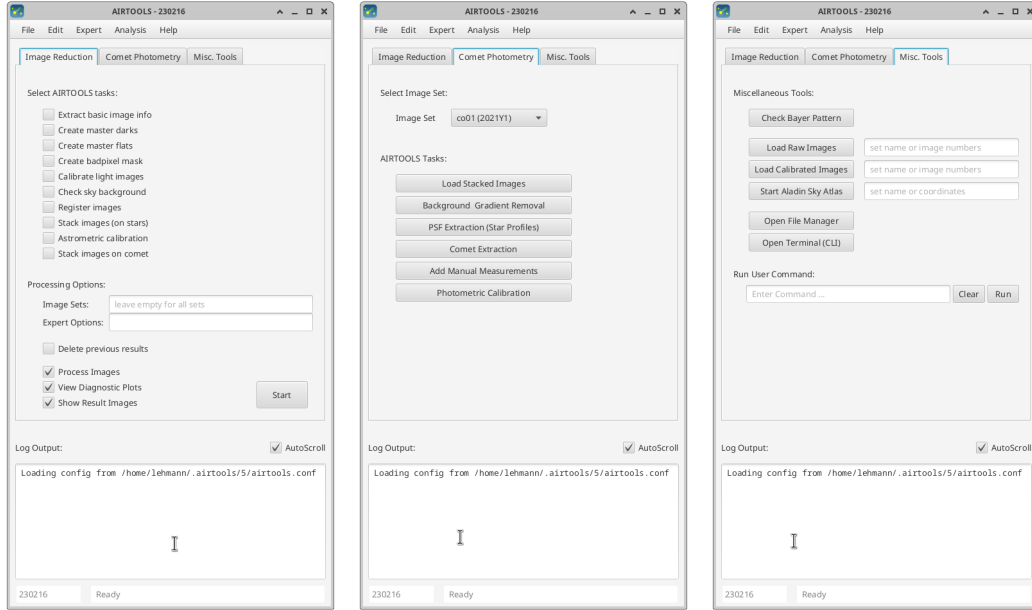 AIRTOOLS - 230216
File Edit Expert Analysis Help
Image Reduction Comet Photometry Misc. Tools
Select AIRTOOLS tasks:
Extract basic image info
Create master darks
Create master flats
Create badpixel mask
Calibrate light images
Check sky background
Register images
Stack images (on stars)
Astrometric calibration
Stack images on comet
Processing Options:
Image Sets: leave empty for all sets
Expert Options:
Delete previous results
Process Images
View Diagnostic Plots
Show Result Images
Start
Log Output: AutoScroll
Loading config from /home/lehmann/.airtools/5/airtools.conf
230216 Ready
AIRTOOLS - 230216
File Edit Expert Analysis Help
Image Reduction Comet Photometry Misc. Tools
Select Image Set:
Image Set co01 (2021Y1)
AIRTOOLS Tasks:
Load Stacked Images
Background Gradient Removal
PSF Extraction (Star Profiles)
Comet Extraction
Add Manual Measurements
Photometric Calibration
Log Output: AutoScroll
Loading config from /home/lehmann/.airtools/5/airtools.conf
230216 Ready
AIRTOOLS - 230216
File Edit Expert Analysis Help
Image Reduction Comet Photometry Misc. Tools
Miscellaneous Tools:
Check Bayer Pattern
Load Raw Images set name or image numbers
Load Calibrated Images set name or image numbers
Start Aladin Sky Atlas set name or coordinates
Open File Manager
Open Terminal (CLI)
Run User Command:
Enter Command ... Clear Run
Log Output: AutoScroll
Loading config from /home/lehmann/.airtools/5/airtools.conf
230216 Ready